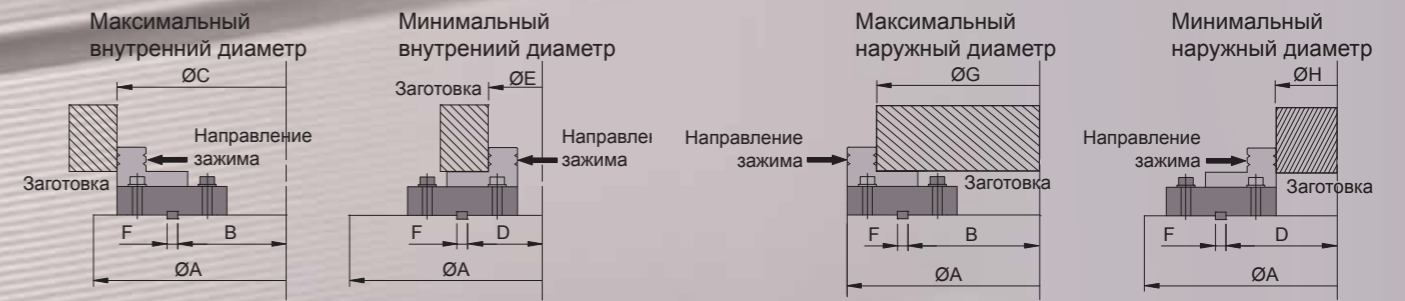 Максимальный
внутренний диаметр
ØC
Заготовка
Направление
зажима
F
B
ØA
Минимальный
внутрениий диаметр
ØE
Заготовка
Направлен
зажима
F
D
ØA
Максимальный
наружный диаметр
ØG
Направление
зажима
Заготовка
F
B
ØA
Минимальный
наружный диаметр
ØH
Направление
зажима
Заготовка
F
D
ØA